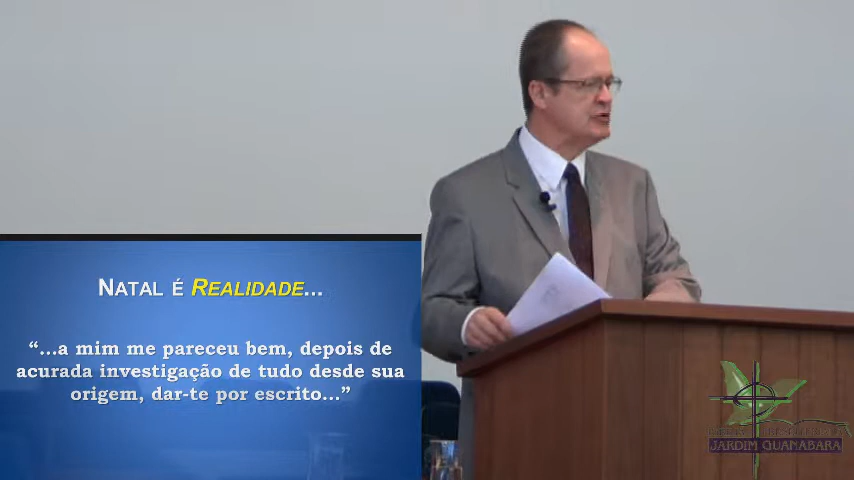 NATAL É REALIDADE...
“...a mim me pareceu bem, depois de
acurada investigação de tudo desde sua
origem, dar-te por escrito...”
JARDIM GUANABARA